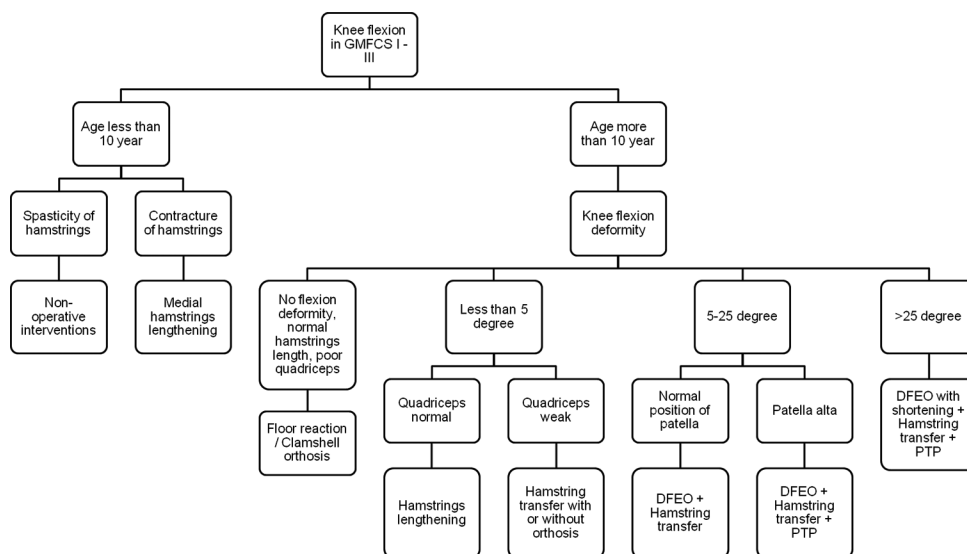 Knee flexion
in GMFCS I -
III
Age less than
10 year
Age more
than 10 year
Spasticity of
hamstrings
Contracture
of hamstrings
Knee flexion
deformity
Non-
operative
interventions
Medial
hamstrings
lengthening
No flexion
deformity,
normal
hamstrings
length, poor
quadriceps
Less than 5
degree
5-25 degree
>25 degree
Floor reaction
/ Clamshell
orthosis
Quadriceps
normal
Quadriceps
weak
Normal
position of
patella
Patella alta
DFEO with
shortening +
Hamstring
transfer +
PTP
Hamstrings
lengthening
Hamstring
transfer with
or without
orthosis
DFEO +
Hamstring
transfer
DFEO +
Hamstring
transfer +
PTP